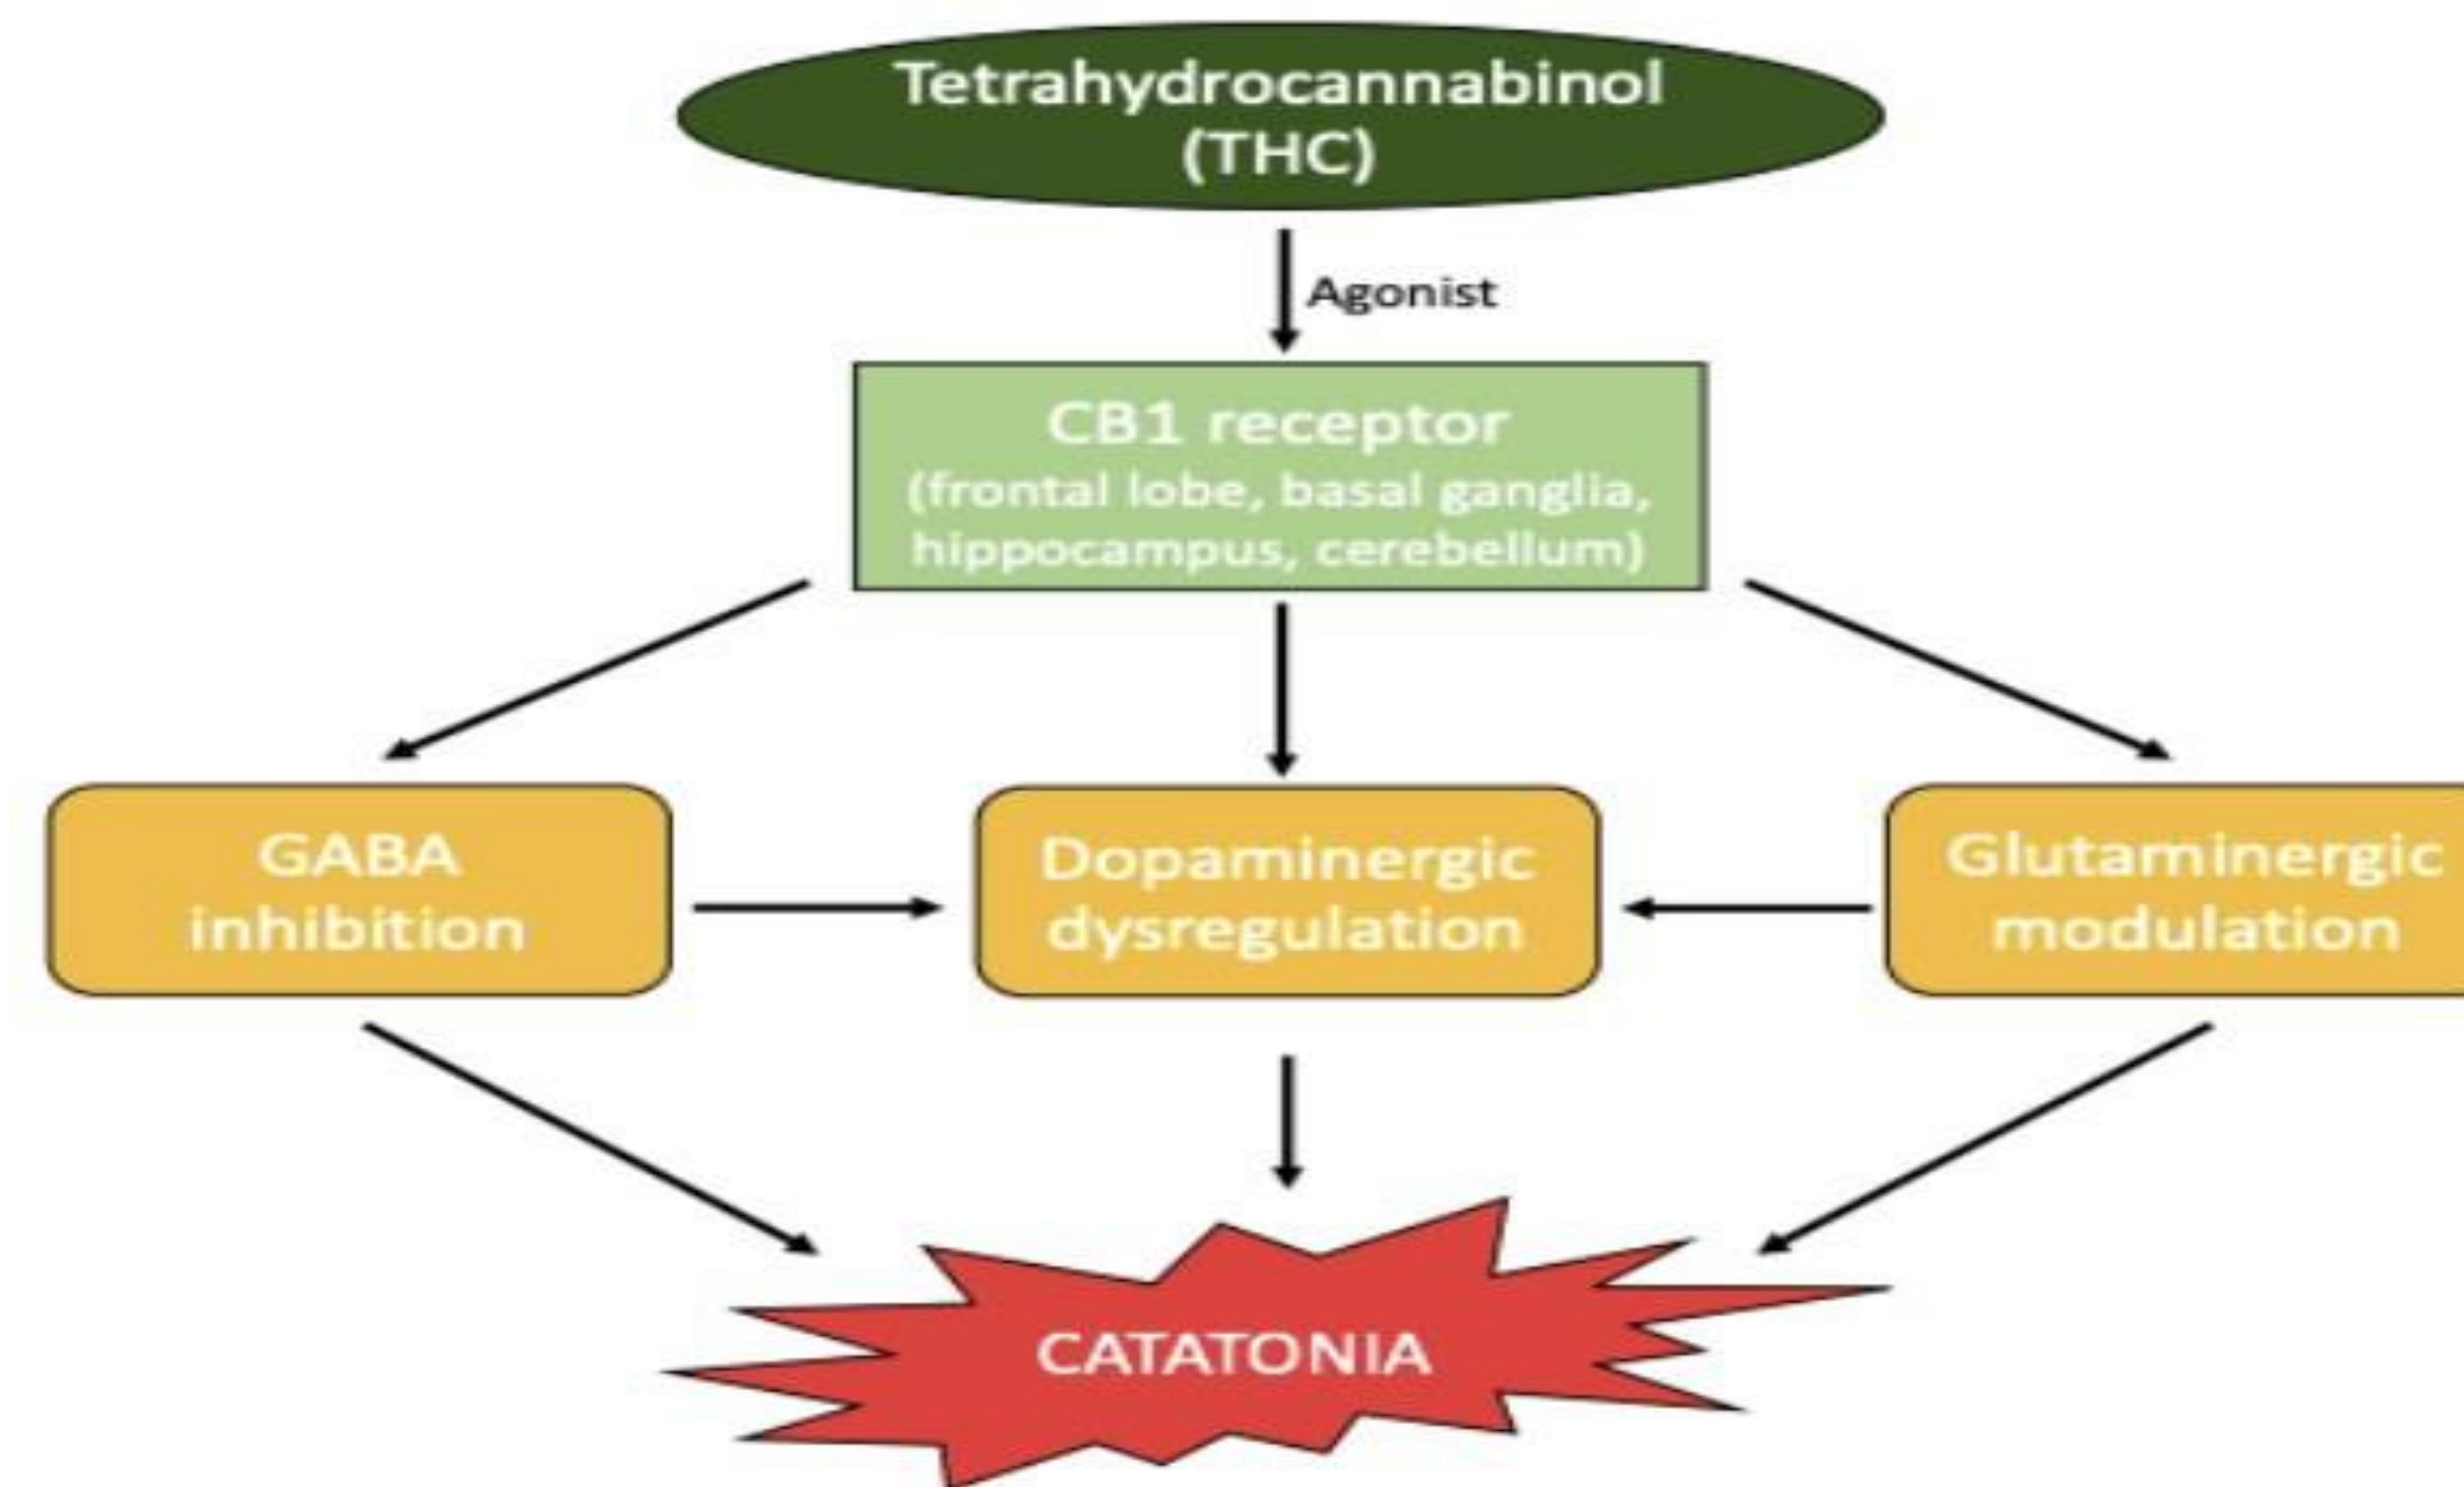 Tetrahydrocannabinol
(THC)
Agonist
CB1 receptor
(frontal lobe, basal ganglia,
hippocampus, cerebellum)
GABA
inhibition
Dopaminergic
dysregulation
Glutaminergic
modulation
CATATONIA